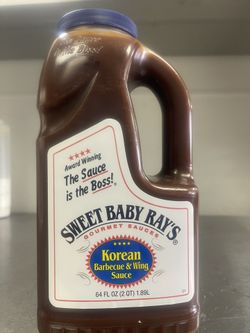 Award Winning
The Sauce
is the Boss!
SWEET BABY RAY'S
GOURMET SAUCES
Korean
Barbecue & Wing
Sauce
64 FL OZ (2 QT) 1.89L